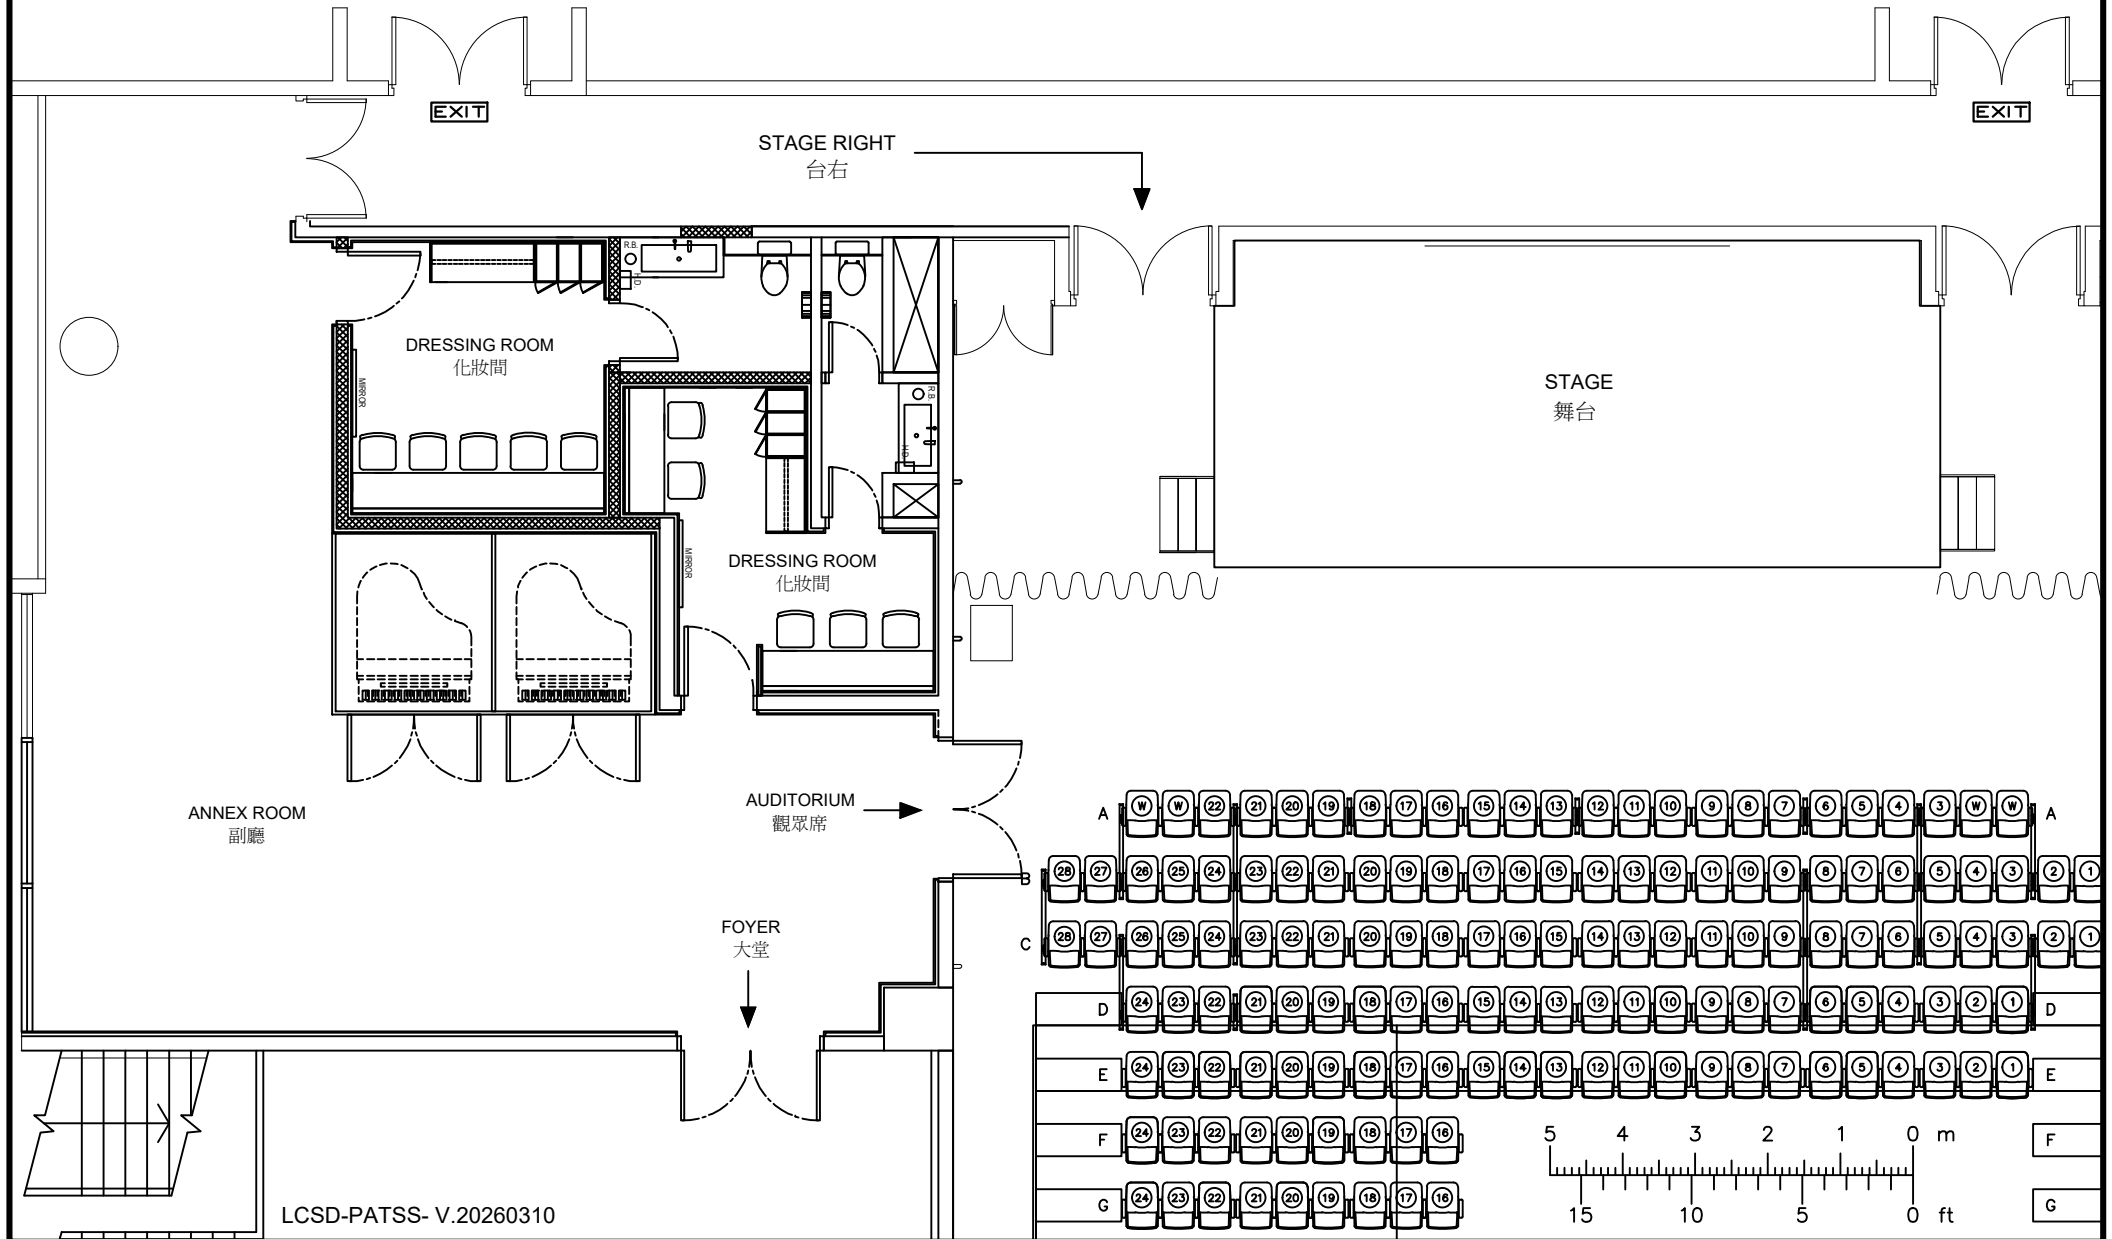 EXIT
EXIT
STAGE RIGHT
台右
R.B.
H.D.
DRESSING ROOM
化妝間
MIRROR
R.B.
H.D.
STAGE
舞台
DRESSING ROOM
化妝間
MIRROR
ANNEX ROOM
副廳
AUDITORIUM
觀眾席
FOYER
大堂
A W W 22 21 20 19 18 17 16 15 14 13 12 11 10 9 8 7 6 5 4 3 W W A
B 28 27 26 25 24 23 22 21 20 19 18 17 16 15 14 13 12 11 10 9 8 7 6 5 4 3 2 1
C 28 27 26 25 24 23 22 21 20 19 18 17 16 15 14 13 12 11 10 9 8 7 6 5 4 3 2 1
D 24 23 22 21 20 19 18 17 16 15 14 13 12 11 10 9 8 7 6 5 4 3 2 1 D
E 24 23 22 21 20 19 18 17 16 15 14 13 12 11 10 9 8 7 6 5 4 3 2 1 E
F 24 23 22 21 20 19 18 17 16 F
G 24 23 22 21 20 19 18 17 16 G
5 4 3 2 1 0 m
15 10 5 0 ft
LCSD-PATSS- V.20260310